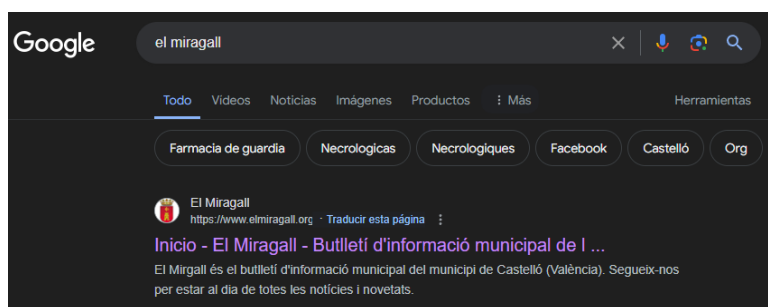 Google
el miragall
Todo Vídeos Noticias Imágenes Productos Más Herramientas
Farmacia de guardia Necrologicas Necrologiques Facebook Castelló Org
El Miragall
https://www.elmiragall.org · Traducir esta página
Inicio - El Miragall - Butlletí d'informació municipal de l ...
El Mirgall és el butlletí d'informació municipal del municipi de Castelló (València). Segueix-nos
per estar al dia de totes les notícies i novetats.